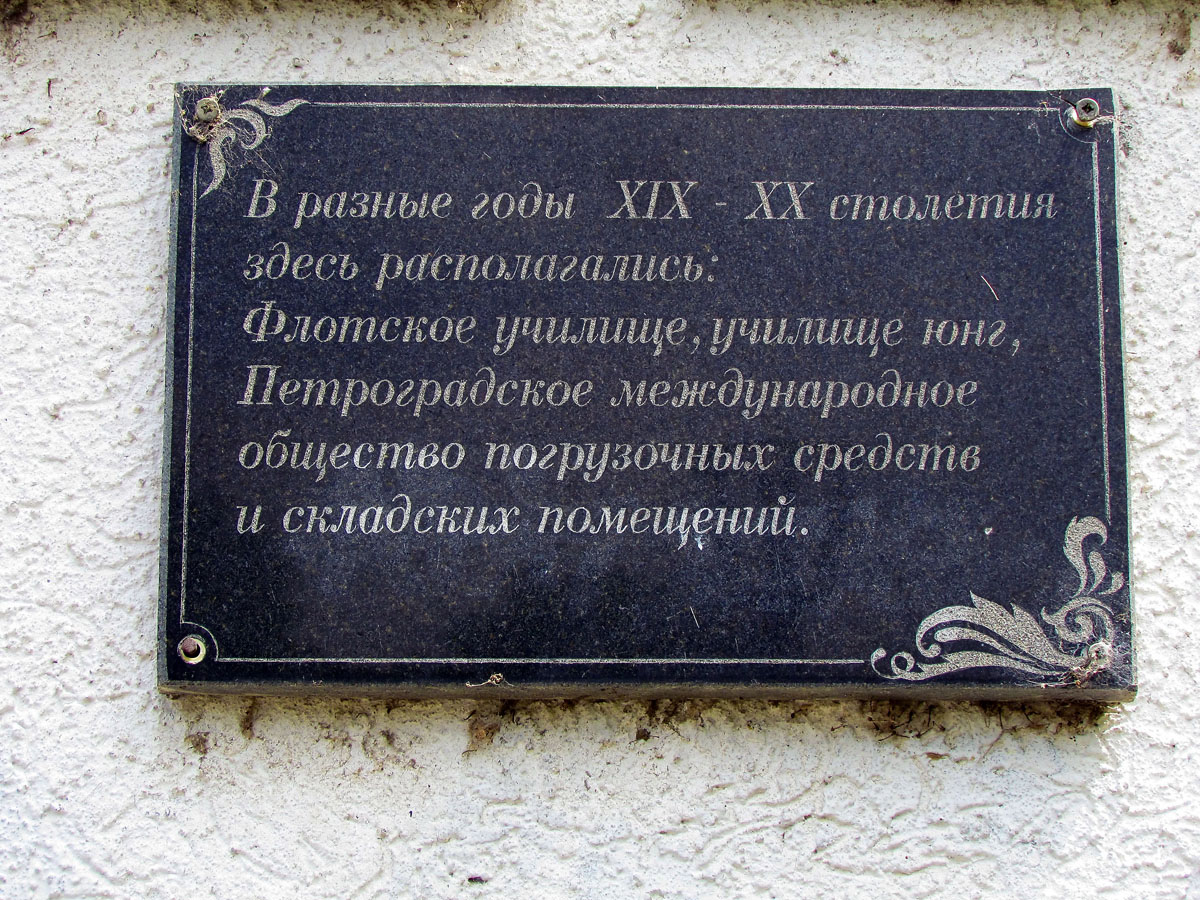 В разные годы XIX - XX столетия
здесь располагались:
Флотское училище, училище юнг,
Петроградское международное
общество погрузочных средств
и складских помещений.